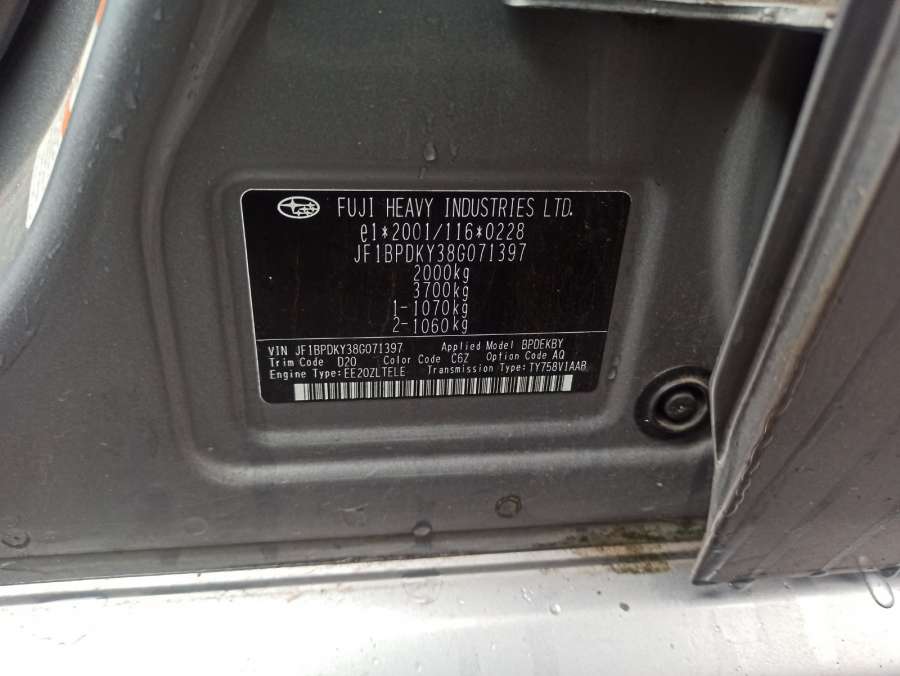 FUJI HEAVY INDUSTRIES LTD.
e1*2001/116*0228
JF1BPDKY38G071397
2000kg
3700kg
1-1070kg
2-1060kg
VIN JF1BPDKY38G071397 Applied Model BPDEKBY
Trim Code D20 Color Code C6Z Option Code AQ
Engine Type:EE20ZLTELE Transmission Type:TY758V1AAB